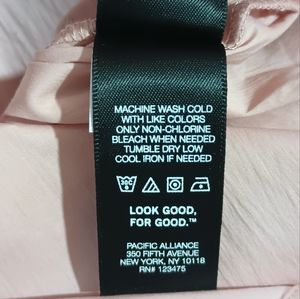 MACHINE WASH COLD
WITH LIKE COLORS
ONLY NON-CHLORINE
BLEACH WHEN NEEDED
TUMBLE DRY LOW
COOL IRON IF NEEDED
30C
LOOK GOOD,
FOR GOOD.™
PACIFIC ALLIANCE
350 FIFTH AVENUE
NEW YORK, NY 10118
RN# 123475